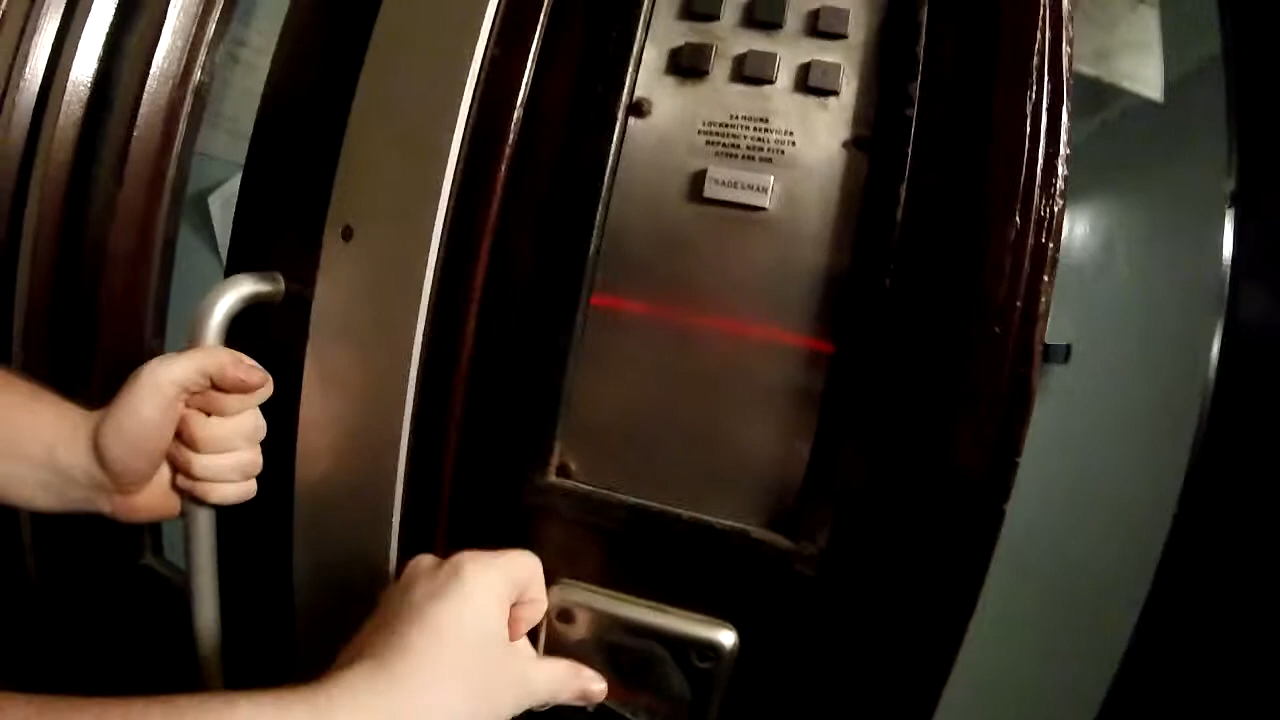 24 HOURS
LOCKSMITH SERVICES
EMERGENCY CALL OUTS
REPAIRS, NEW FITS
TRADESMAN